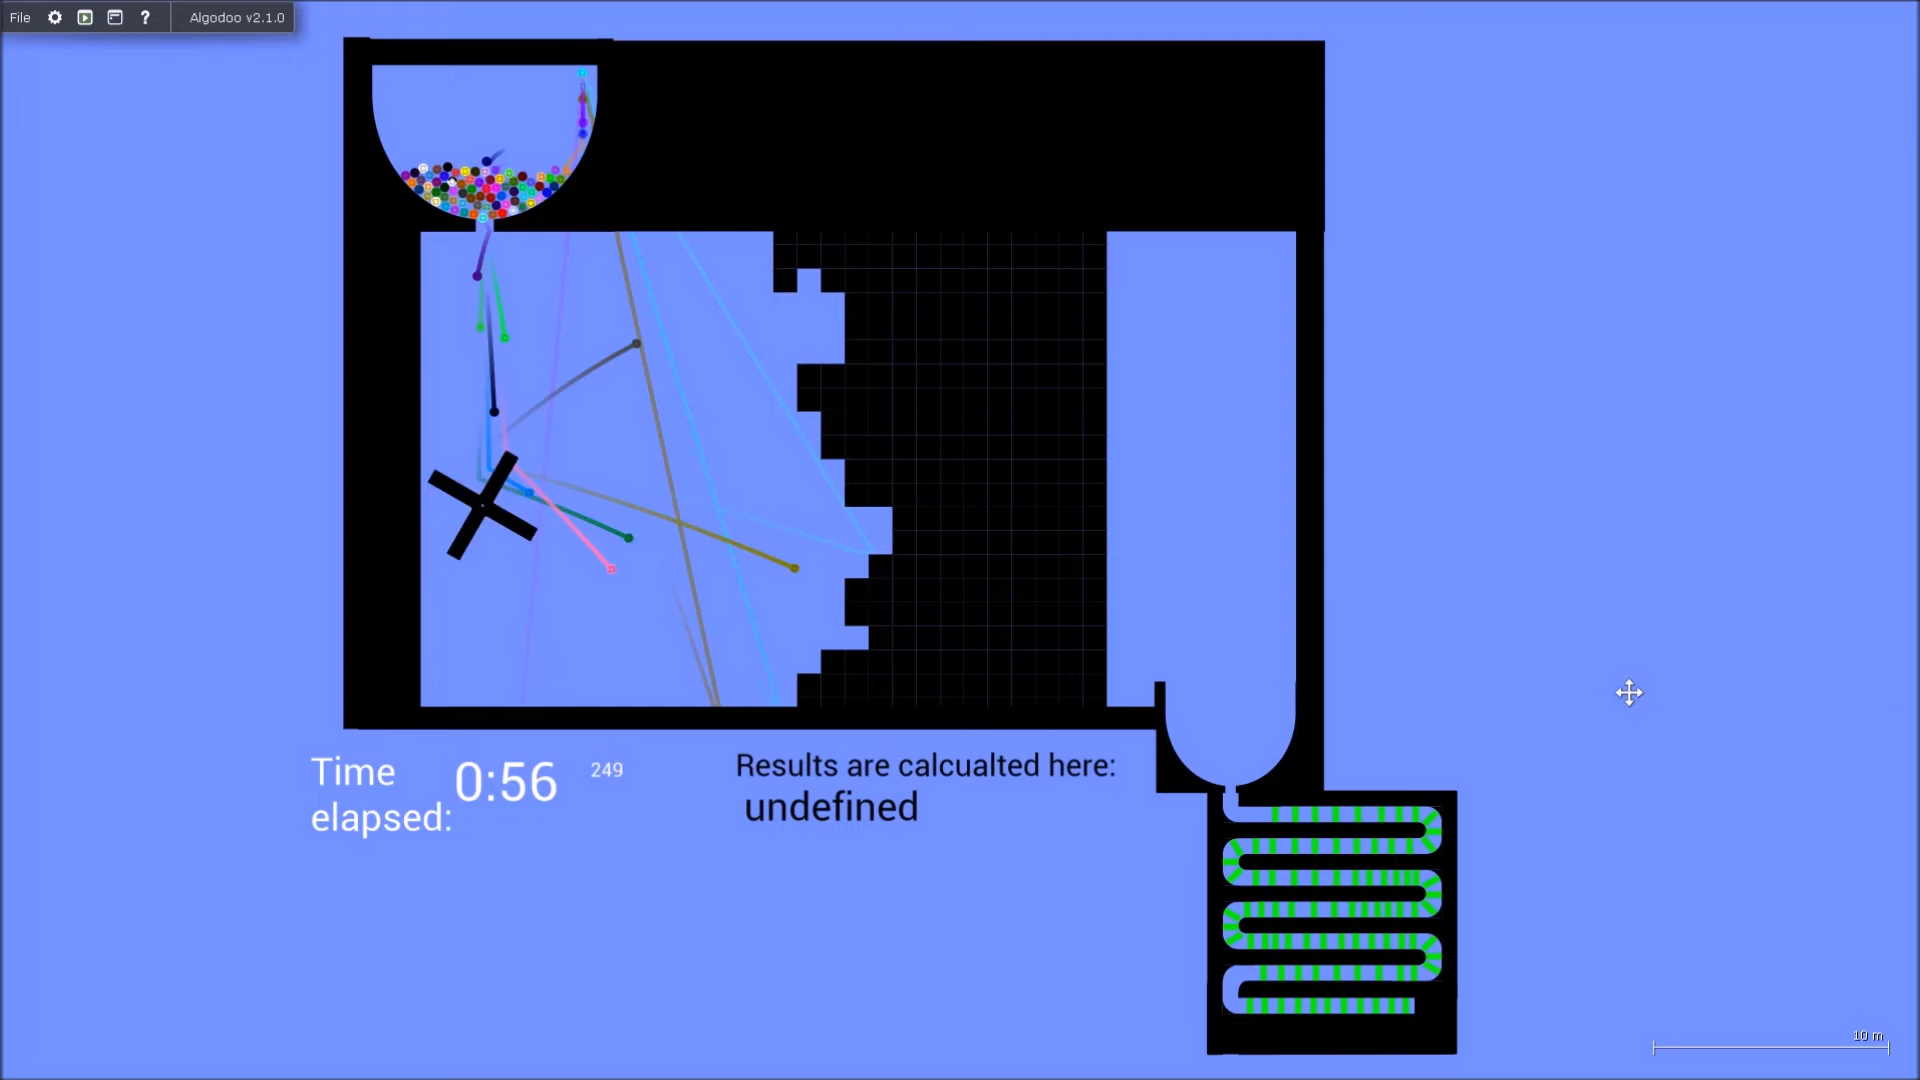 File
?
Algodoo v2.1.0
Time
elapsed:
0:56
249
Results are calcualted here:
undefined
10 m